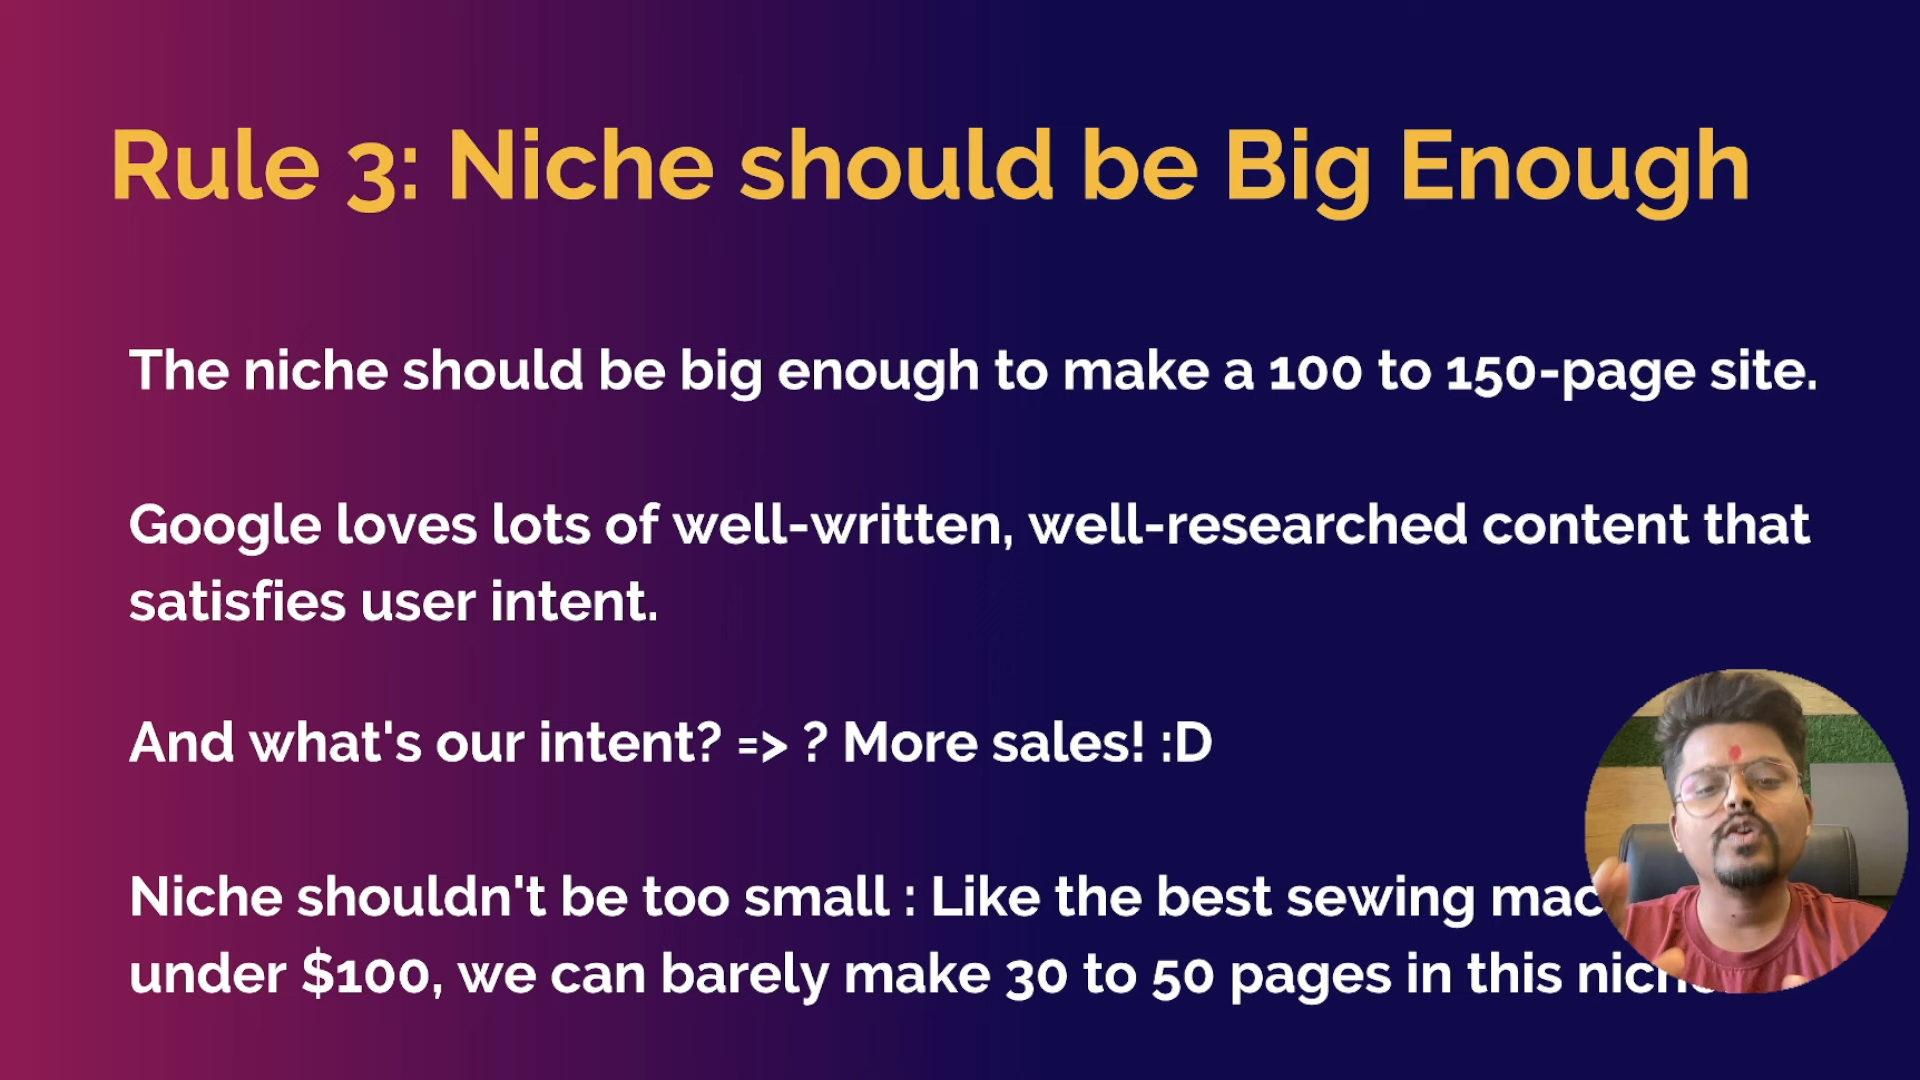 Rule 3: Niche should be Big Enough
The niche should be big enough to make a 100 to 150-page site.
Google loves lots of well-written, well-researched content that
satisfies user intent.
And what's our intent? => ? More sales! :D
Niche shouldn't be too small : Like the best sewing
under $100, we can barely make 30 to 50 pages in this